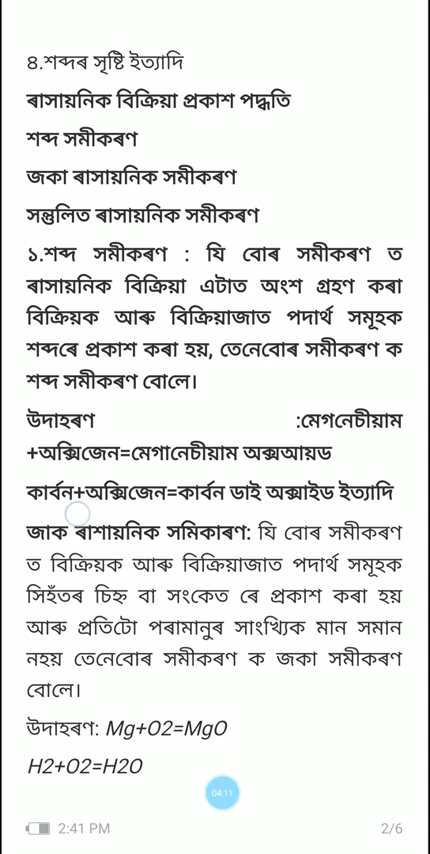 ৪.শব্দৰ সৃষ্টি ইত্যাদি
ৰাসায়নিক বিক্ৰিয়া প্ৰকাশ পদ্ধতি
শব্দ সমীকৰণ
জকা ৰাসায়নিক সমীকৰণ
সন্তুলিত ৰাসায়নিক সমীকৰণ
১.শব্দ সমীকৰণ : যি বোৰ সমীকৰণ ত
ৰাসায়নিক বিক্ৰিয়া এটাত অংশ গ্ৰহণ কৰা
বিক্ৰিয়ক আৰু বিক্ৰিয়াজাত পদাৰ্থ সমূহক
শব্দৰে প্ৰকাশ কৰা হয়, তেনেবোৰ সমীকৰণ ক
শব্দ সমীকৰণ বোলে।
উদাহৰণ :মেগনেচীয়াম
+অক্সিজেন=মেগানেচীয়াম অক্সআয়ড
কাৰ্বন+অক্সিজেন=কাৰ্বন ডাই অক্সাইড ইত্যাদি
জাক ৰাশায়নিক সমিকাৰণ: যি বোৰ সমীকৰণ
ত বিক্ৰিয়ক আৰু বিক্ৰিয়াজাত পদাৰ্থ সমূহক
সিহঁতৰ চিহ্ন বা সংকেত ৰে প্ৰকাশ কৰা হয়
আৰু প্ৰতিটো পৰামানুৰ সাংখ্যিক মান সমান
নহয় তেনেবোৰ সমীকৰণ ক জকা সমীকৰণ
বোলে।
উদাহৰণ: Mg+O2=MgO
H2+O2=H2O
04:11
2:41 PM 2/6